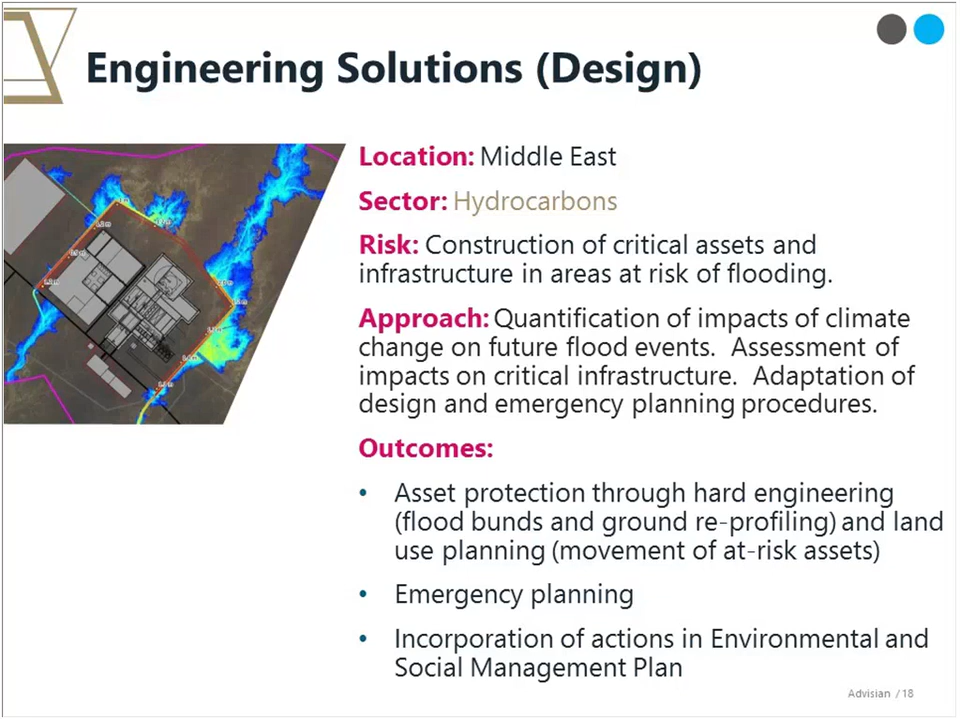 Engineering Solutions (Design)
Location: Middle East
Sector: Hydrocarbons
Risk: Construction of critical assets and
infrastructure in areas at risk of flooding.
Approach: Quantification of impacts of climate
change on future flood events.  Assessment of
impacts on critical infrastructure.  Adaptation of
design and emergency planning procedures.
Outcomes:
• Asset protection through hard engineering
(flood bunds and ground re-profiling) and land
use planning (movement of at-risk assets)
• Emergency planning
• Incorporation of actions in Environmental and
Social Management Plan
Advisian / 18